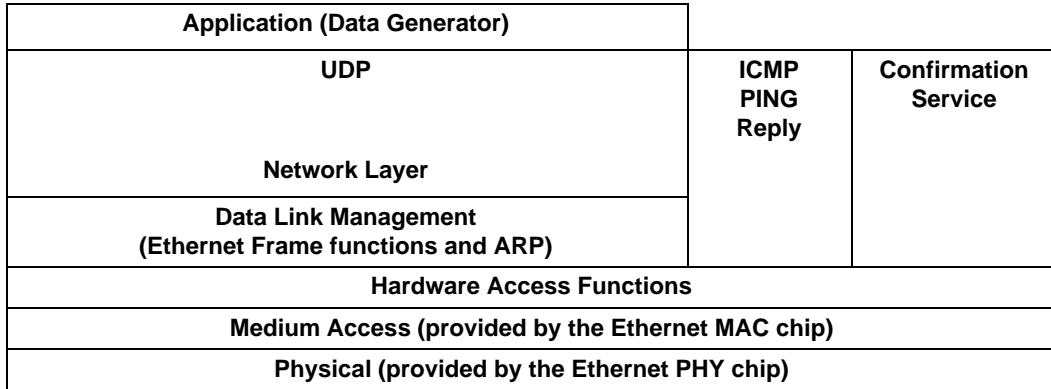 Application (Data Generator)
UDP
Network Layer
ICMP
PING
Reply
Confirmation
Service
Data Link Management
(Ethernet Frame functions and ARP)
Hardware Access Functions
Medium Access (provided by the Ethernet MAC chip)
Physical (provided by the Ethernet PHY chip)